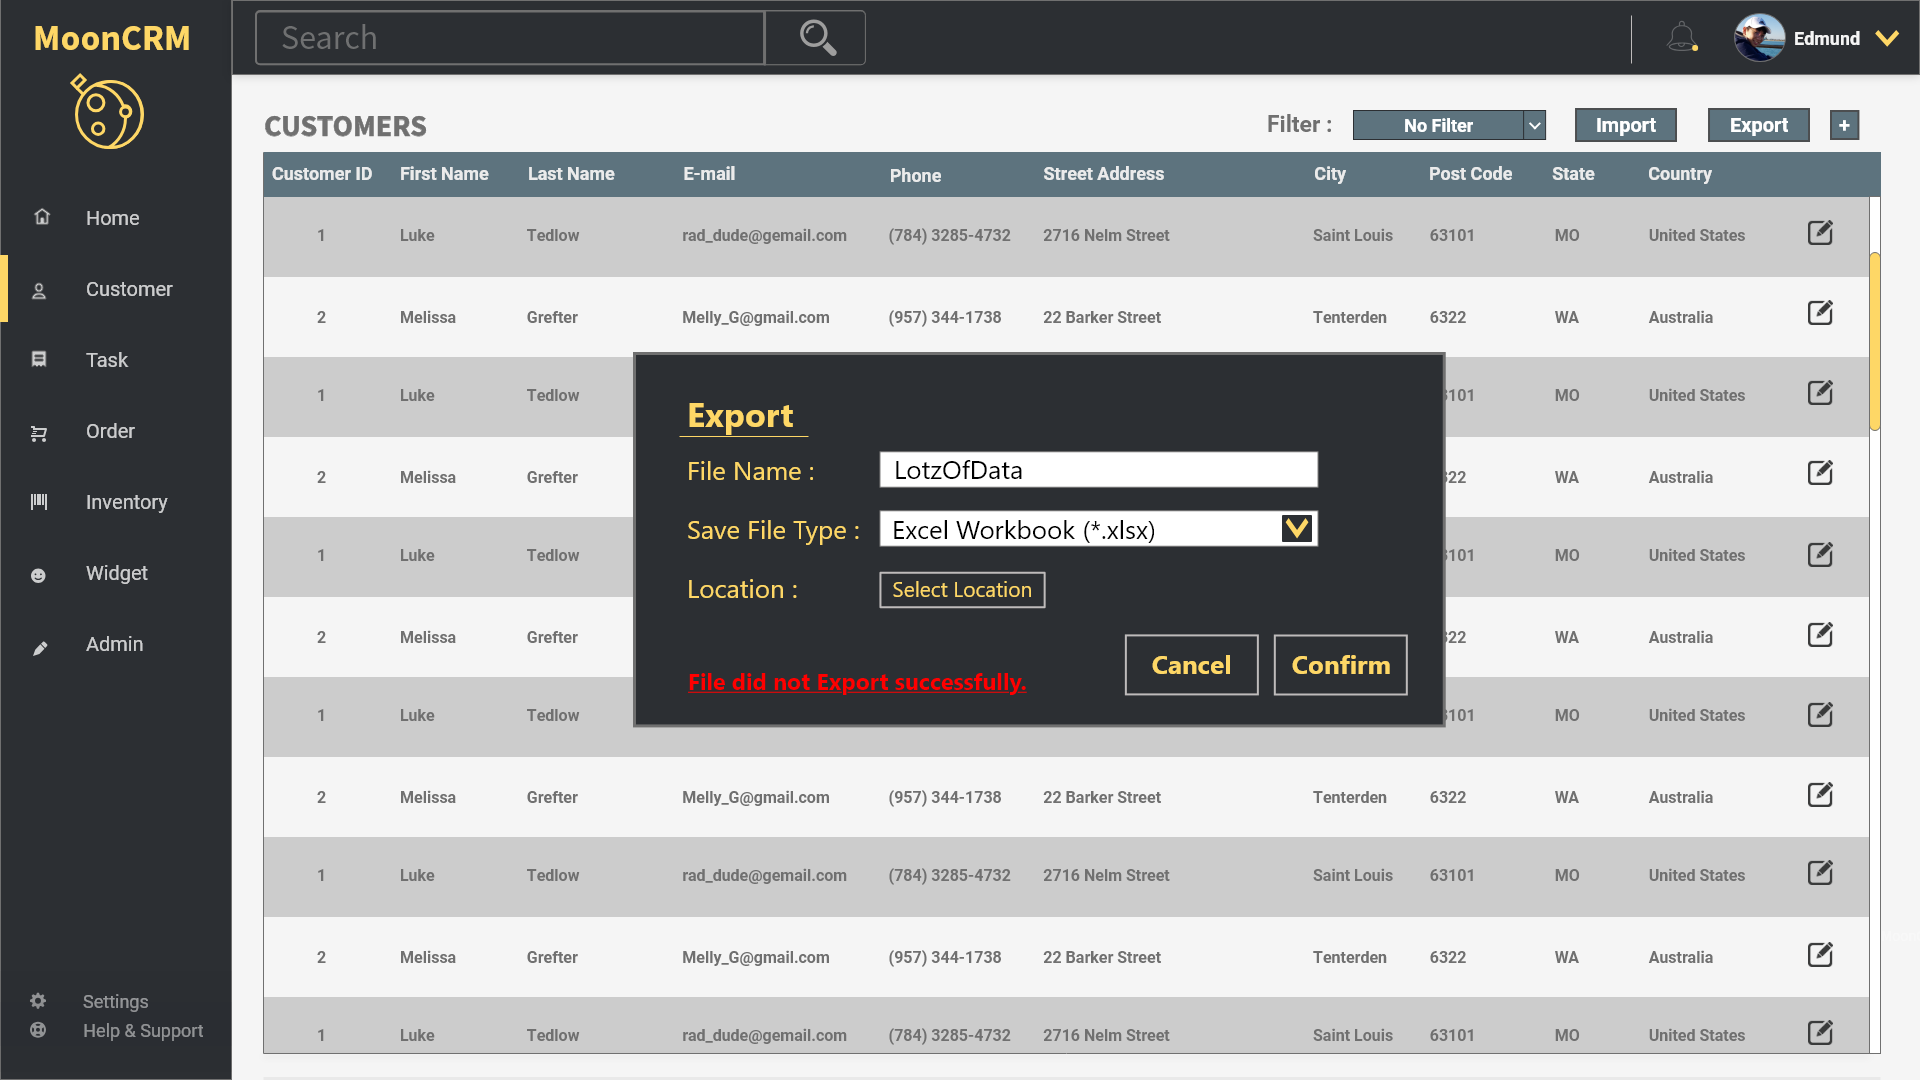 MoonCRM
Search
Edmund
Home
Customer
Task
Order
Inventory
Widget
Admin
Settings
Help & Support
CUSTOMERS
Filter : No Filter Import Export +
Customer ID First Name Last Name E-mail Phone Street Address City Post Code State Country
1 Luke Tedlow rad_dude@gemail.com (784) 3285-4732 2716 Nelm Street Saint Louis 63101 MO United States
2 Melissa Grefter Melly_G@gmail.com (957) 344-1738 22 Barker Street Tenterden 6322 WA Australia
1 Luke Tedlow 3101 MO United States
2 Melissa Grefter 322 WA Australia
1 Luke Tedlow 3101 MO United States
2 Melissa Grefter 322 WA Australia
1 Luke Tedlow 3101 MO United States
2 Melissa Grefter Melly_G@gmail.com (957) 344-1738 22 Barker Street Tenterden 6322 WA Australia
1 Luke Tedlow rad_dude@gemail.com (784) 3285-4732 2716 Nelm Street Saint Louis 63101 MO United States
2 Melissa Grefter Melly_G@gmail.com (957) 344-1738 22 Barker Street Tenterden 6322 WA Australia
1 Luke Tedlow rad_dude@gemail.com (784) 3285-4732 2716 Nelm Street Saint Louis 63101 MO United States
Export
File Name : LotzOfData
Save File Type : Excel Workbook (*.xlsx)
Location : Select Location
Cancel Confirm
File did not Export successfully.